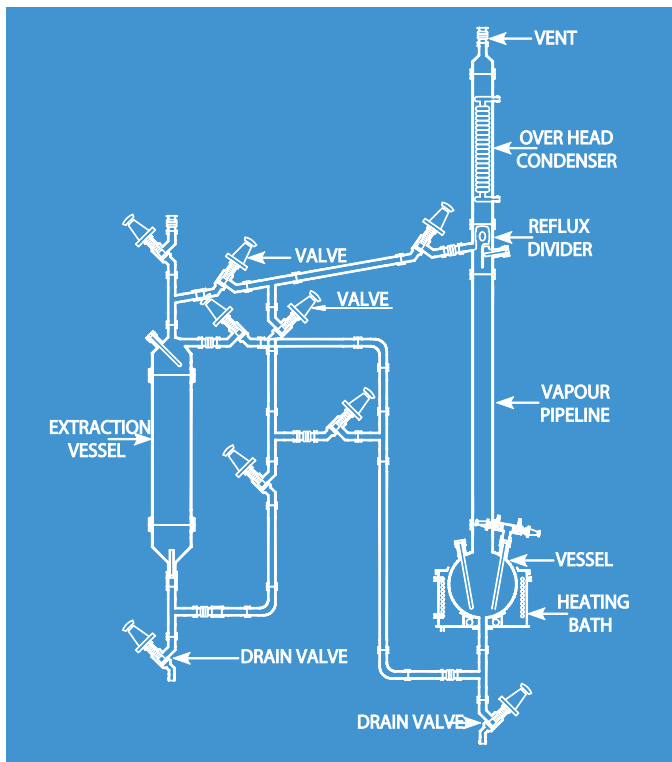 VENT
OVER HEAD
CONDENSER
REFLUX
DIVIDER
VALVE
VALVE
VAPOUR
PIPELINE
EXTRACTION
VESSEL
VESSEL
HEATING
BATH
DRAIN VALVE
DRAIN VALVE